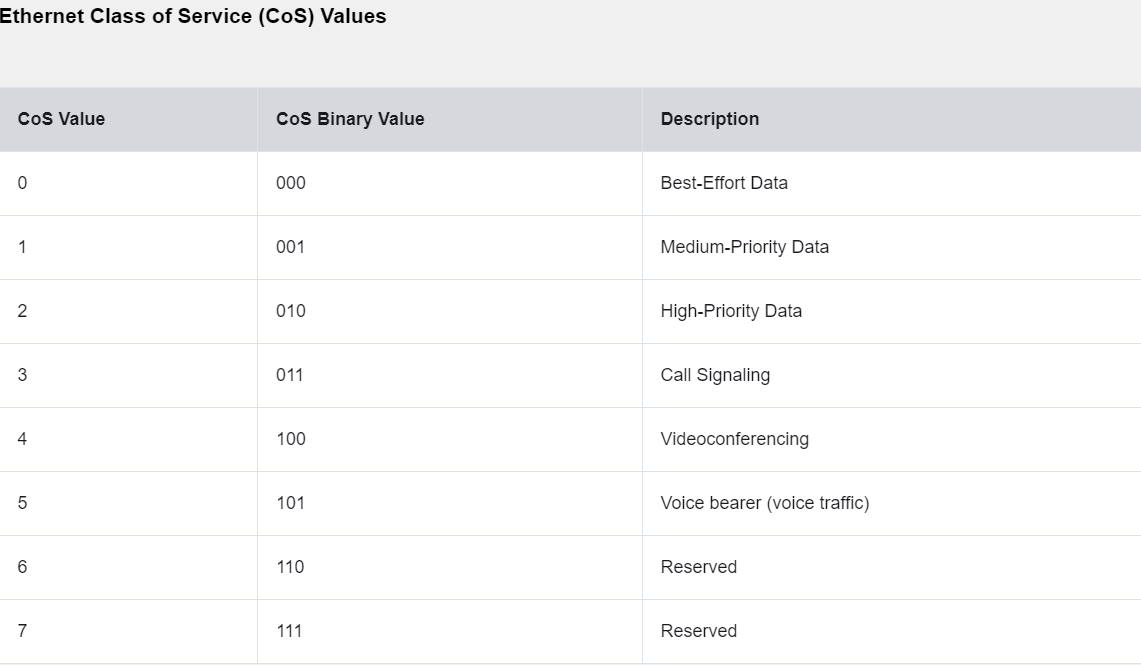 Ethernet Class of Service (CoS) Values
CoS Value CoS Binary Value Description
0 000 Best-Effort Data
1 001 Medium-Priority Data
2 010 High-Priority Data
3 011 Call Signaling
4 100 Videoconferencing
5 101 Voice bearer (voice traffic)
6 110 Reserved
7 111 Reserved